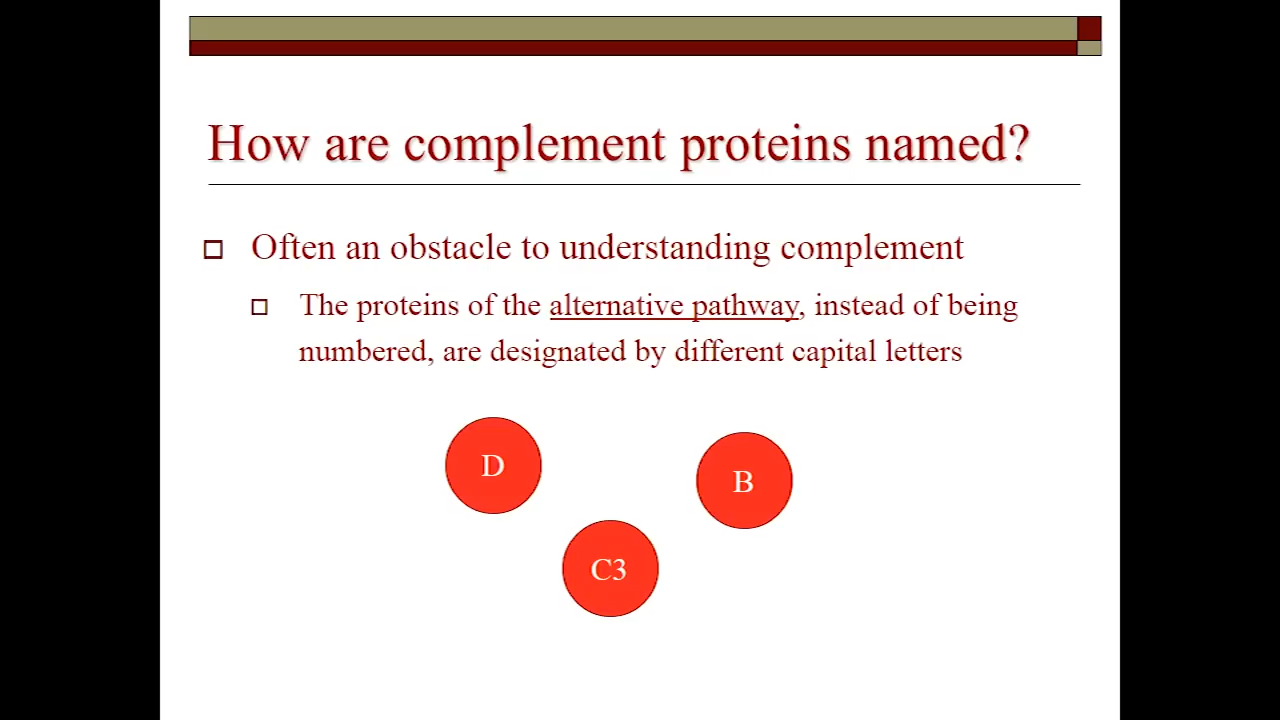 How are complement proteins named?
Often an obstacle to understanding complement
The proteins of the alternative pathway, instead of being
numbered, are designated by different capital letters
D
B
C3